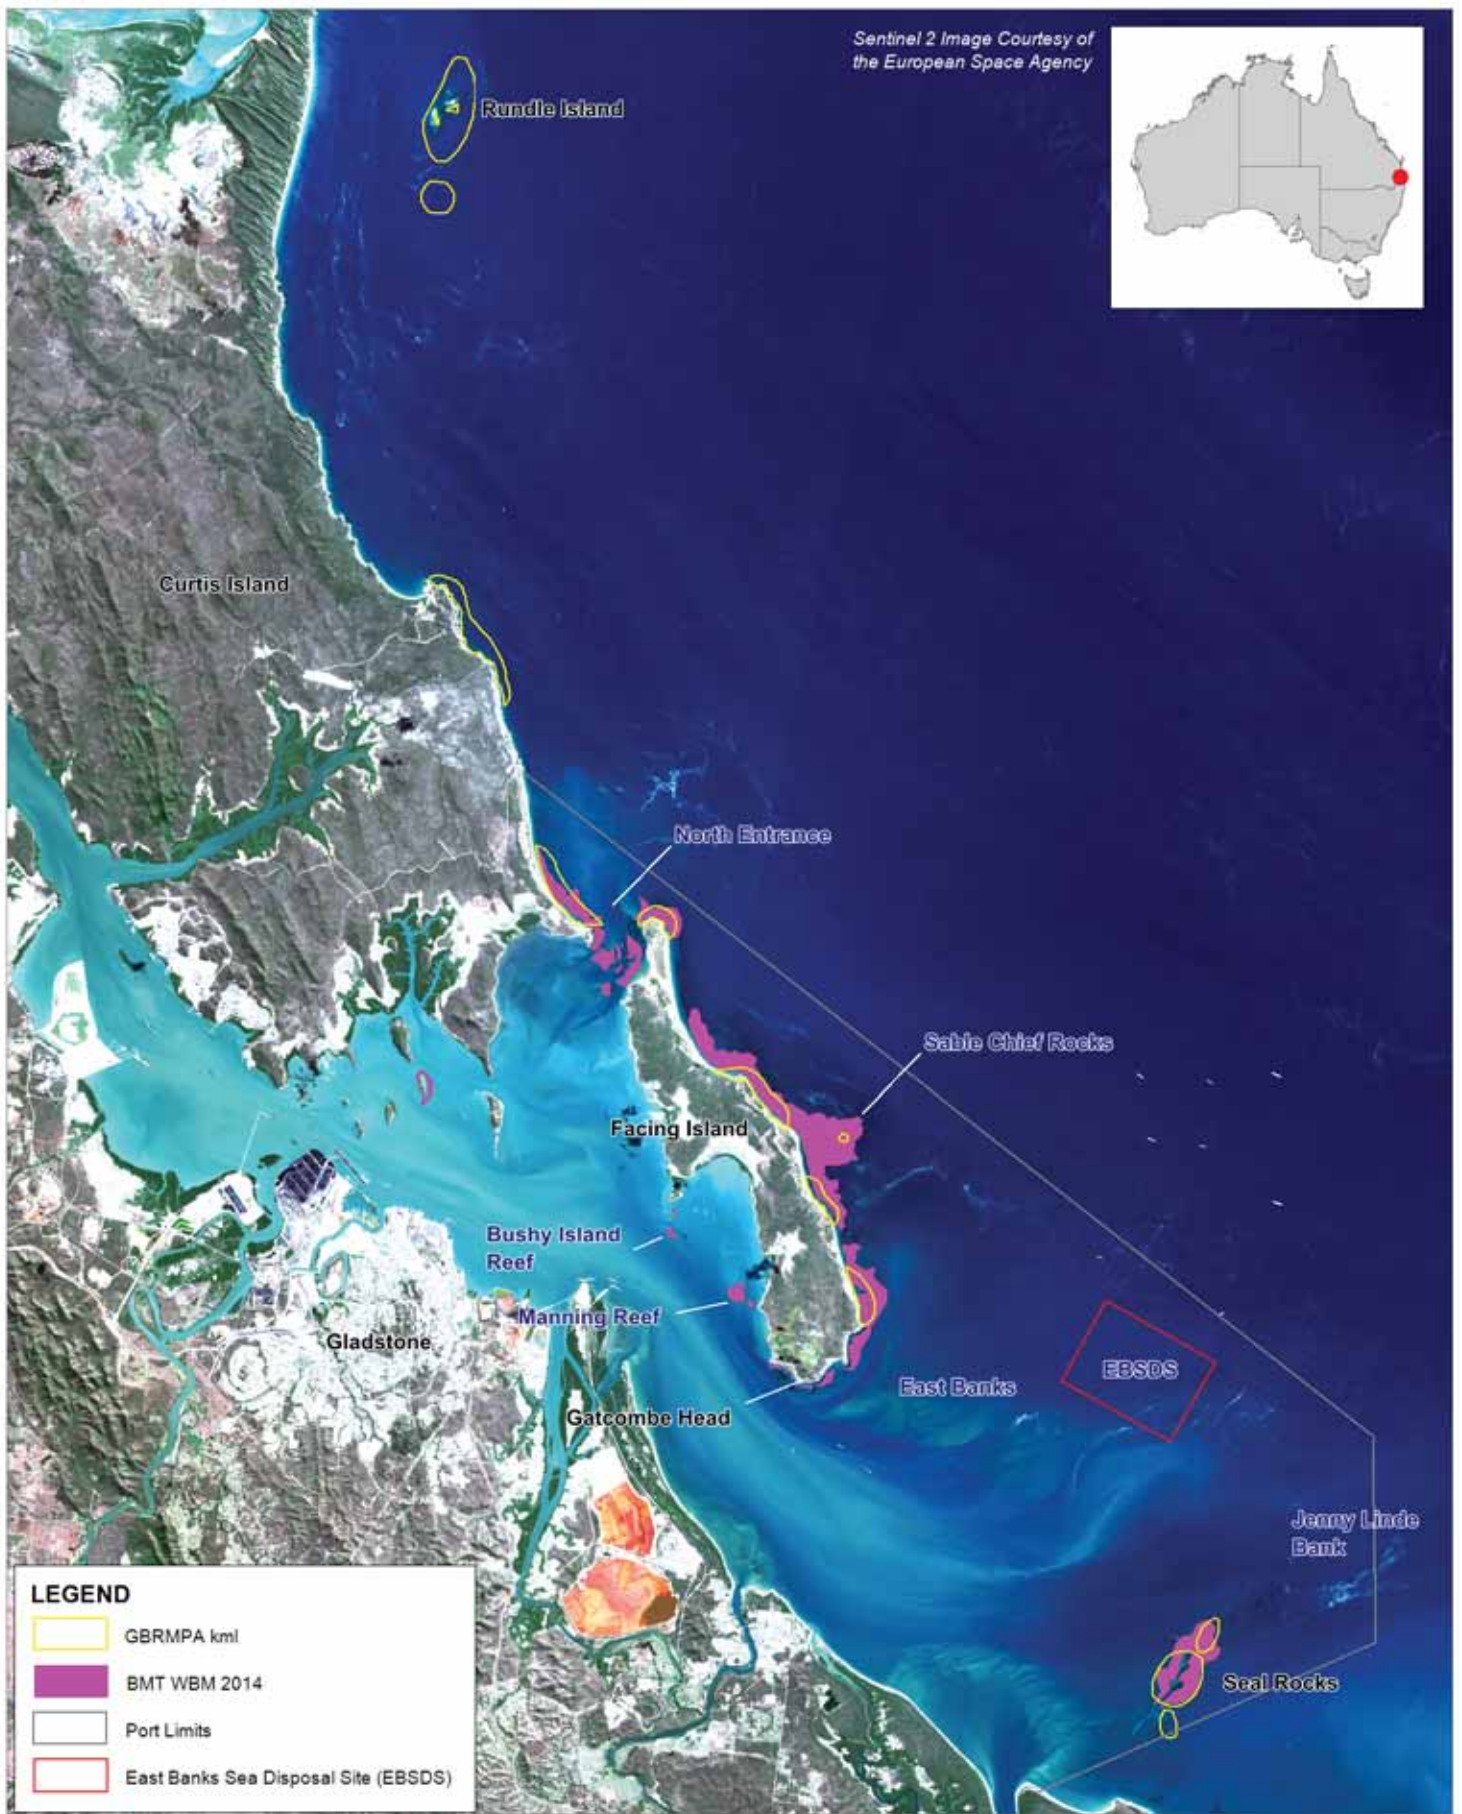 Sentinel 2 Image Courtesy of
the European Space Agency
Rundle Island
Curtis Island
North Entrance
Sable Chief Rocks
Facing Island
Bushy Island
Reef
Manning Reef
Gladstone
EBSDS
East Banks
Gatcombe Head
Jenny Linde
Bank
Seal Rocks
LEGEND
GBRMPA kml
BMT WBM 2014
Port Limits
East Banks Sea Disposal Site (EBSDS)